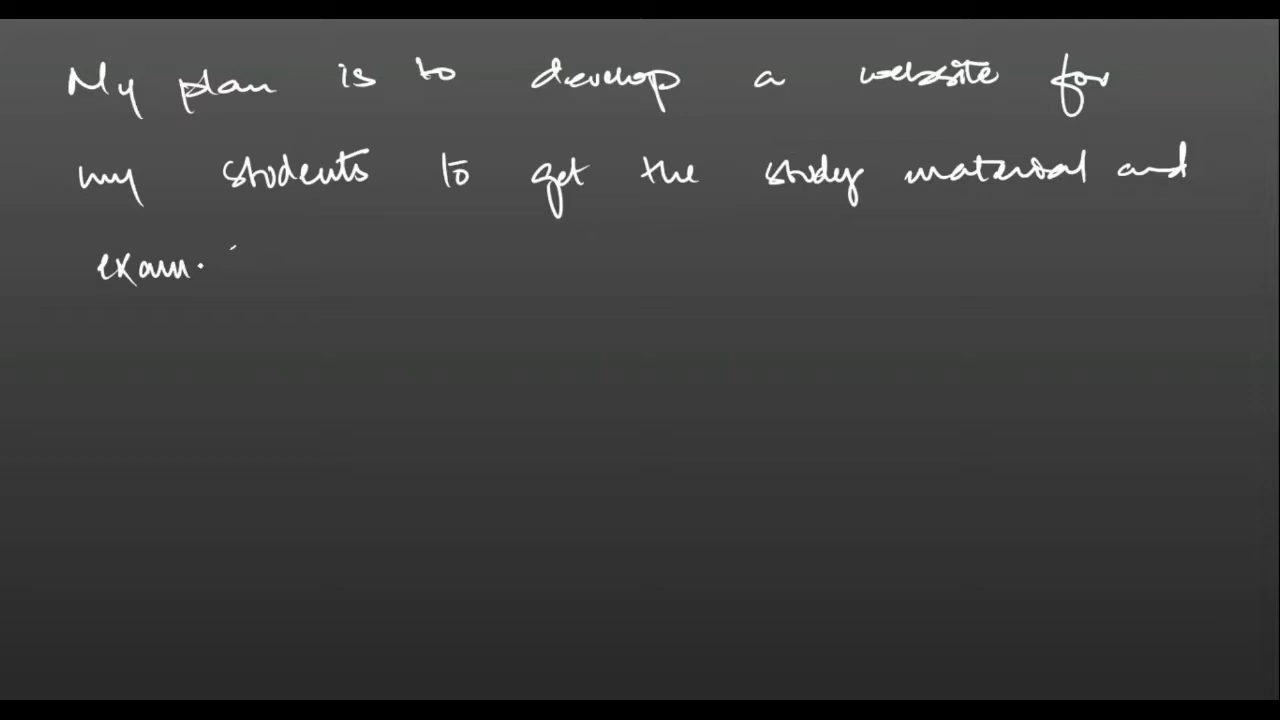 My plan is to develop a website for
my students to get the study material and
exam.